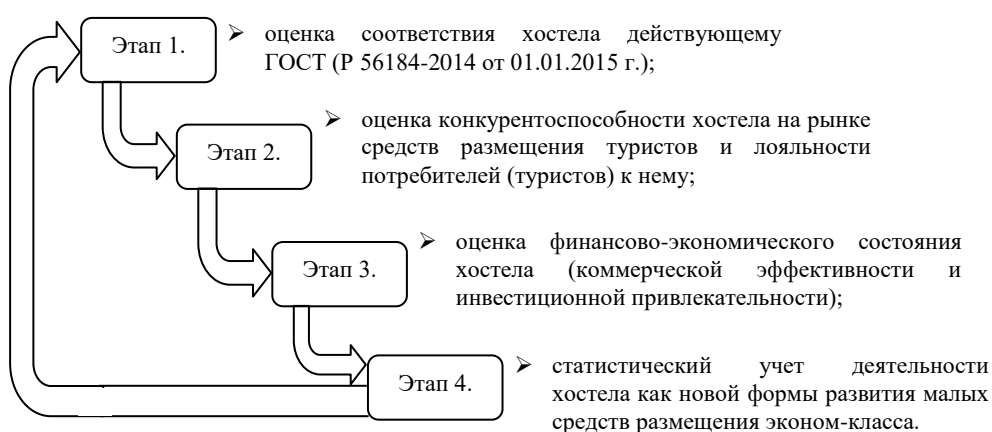 Этап 1.
➢ оценка соответствия хостела действующему
ГОСТ (Р 56184-2014 от 01.01.2015 г.);
Этап 2.
➢ оценка конкурентоспособности хостела на рынке
средств размещения туристов и лояльности
потребителей (туристов) к нему;
Этап 3.
➢ оценка финансово-экономического состояния
хостела (коммерческой эффективности и
инвестиционной привлекательности);
Этап 4.
➢ статистический учет деятельности
хостела как новой формы развития малых
средств размещения эконом-класса.